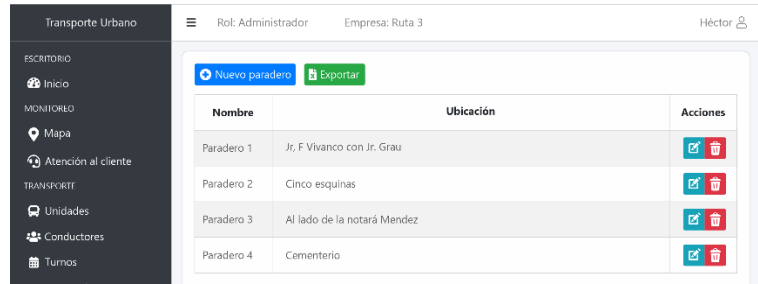 Transporte Urbano
Rol: Administrador Empresa: Ruta 3 Héctor
ESCRITORIO
Inicio
MONITOREO
Mapa
Atención al cliente
TRANSPORTE
Unidades
Conductores
Turnos
Nuevo paradero Exportar
Nombre Ubicación Acciones
Paradero 1 Jr, F Vivanco con Jr. Grau
Paradero 2 Cinco esquinas
Paradero 3 Al lado de la notará Mendez
Paradero 4 Cementerio